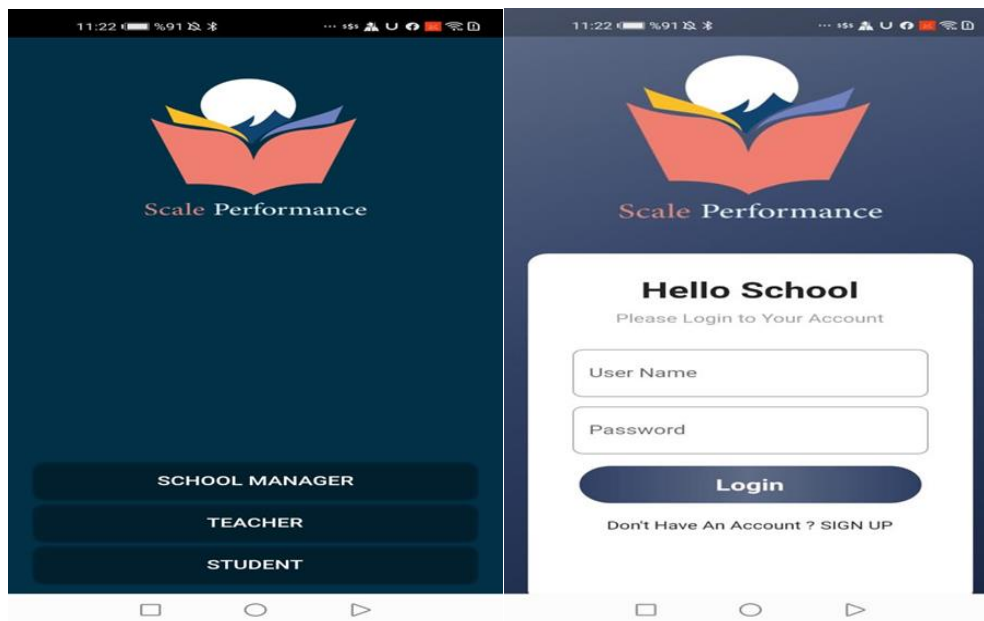 11:22 %91
Scale Performance
SCHOOL MANAGER
TEACHER
STUDENT
11:22 %91
Scale Performance
Hello School
Please Login to Your Account
User Name
Password
Login
Don't Have An Account ? SIGN UP